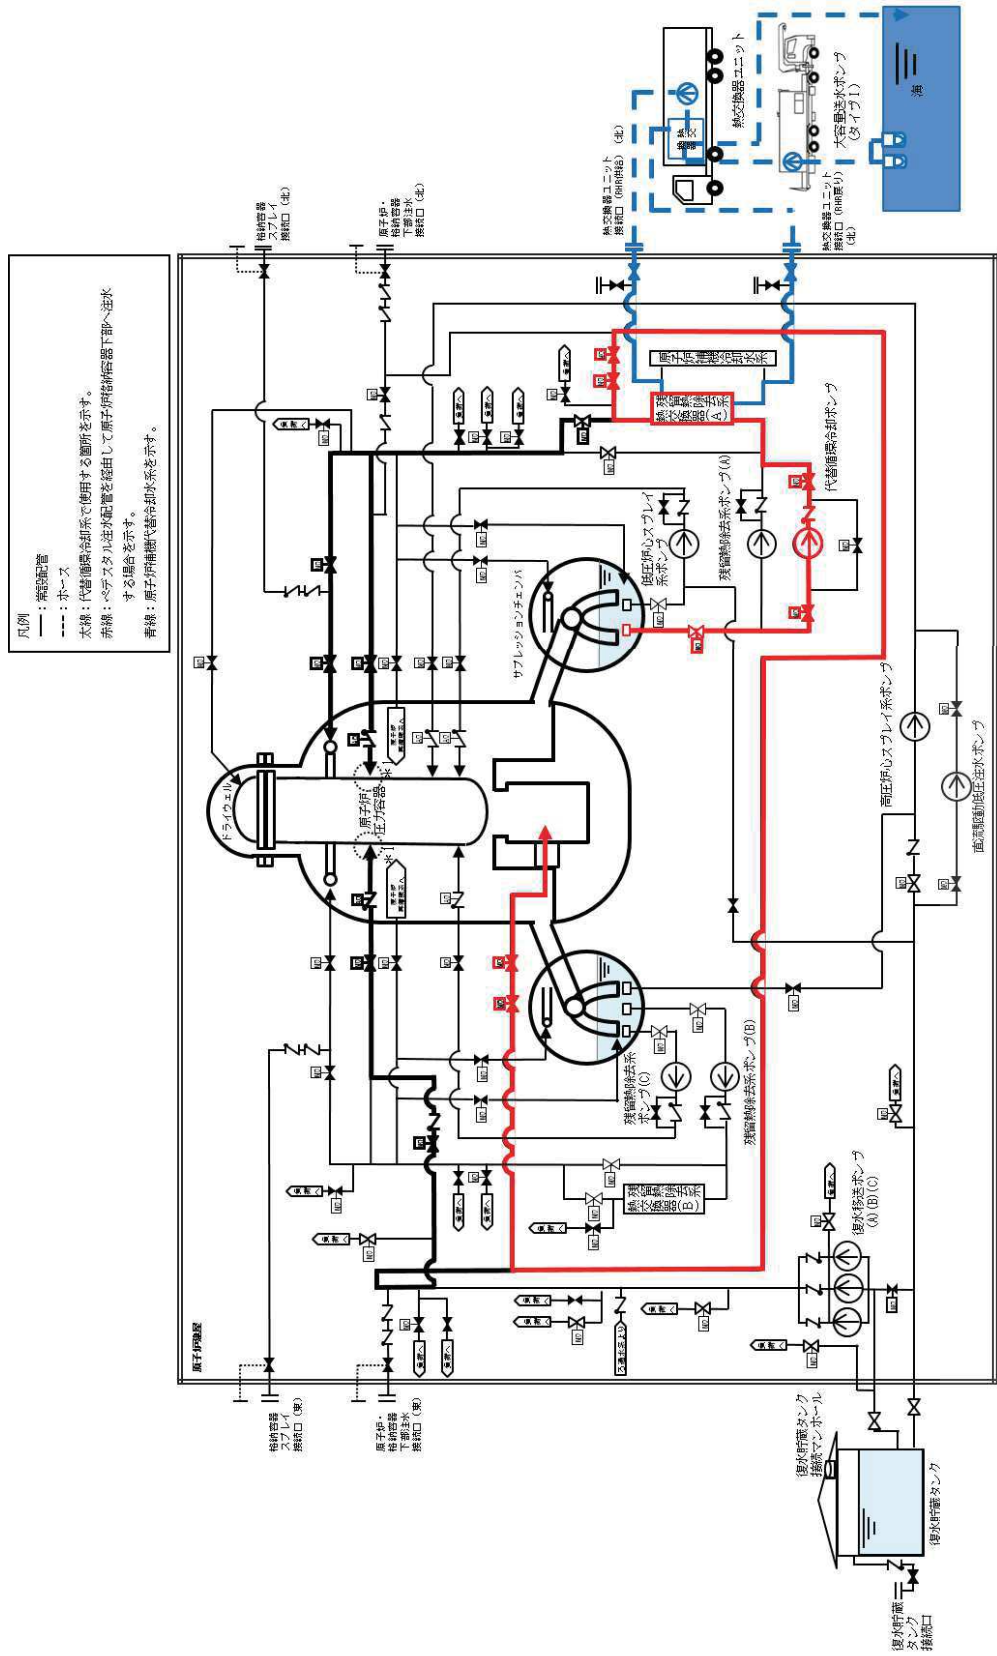 凡例
━：常設配管
---：ホース
太線：代替循環冷却系で使用する箇所を示す。
赤線：ペデスタル注水配管を経由して原子炉格納容器下部へ注水
する場合を示す。
青線：原子炉補機代替冷却水系を示す。
原子炉建屋
格納容器
スプレイ
接続口（北）
原子炉・
格納容器
下部注水
接続口（北）
熱交換器ユニット
接続口（RHR供給）（北）
熱交換器ユニット
熱交換器
大容量送水ポンプ
（タイプⅠ）
熱交換器ユニット
接続口（RHR戻り）
（北）
海
原子炉補機冷却水系
残留熱除去系
熱交換器(A)
代替循環冷却ポンプ
残留熱除去系ポンプ(A)
低圧炉心スプレイ
系ポンプ
サプレッションチェンバ
ドライウェル
原子炉
圧力容器
*1
*1
高圧炉心スプレイ系ポンプ
直流駆動低圧注水ポンプ
残留熱除去系
ポンプ(C)
残留熱除去系ポンプ(B)
残留熱除去系
熱交換器(B)
復水移送ポンプ
(A)(B)(C)
格納容器
スプレイ
接続口（東）
原子炉・
格納容器
下部注水
接続口（東）
復水貯蔵タンク
接続マンホール
復水貯蔵タンク
復水貯蔵
タンク
接続口